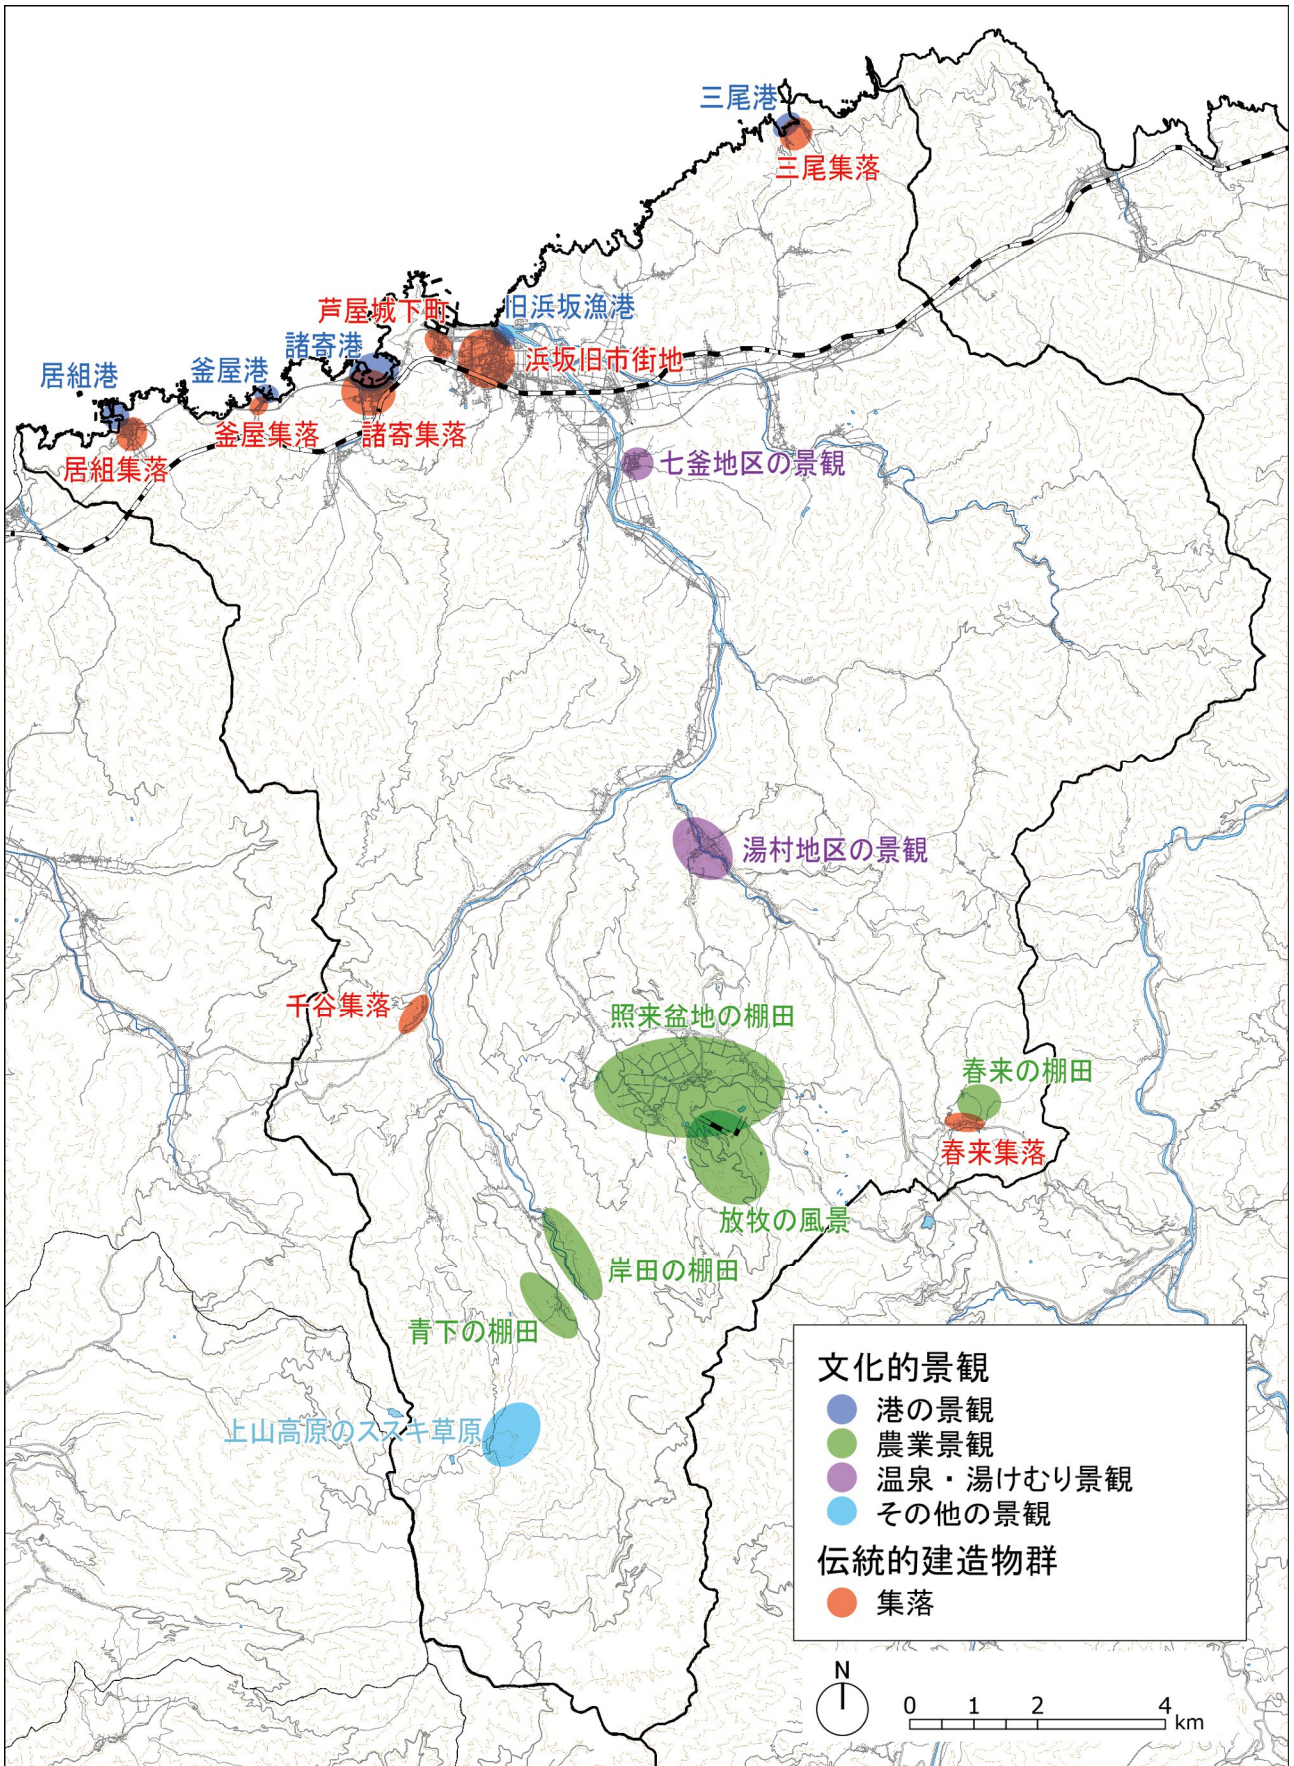 三尾港
三尾集落
芦屋城下町
旧浜坂漁港
諸寄港
浜坂旧市街地
居組港
釜屋港
釜屋集落
諸寄集落
居組集落
七釜地区の景観
湯村地区の景観
千谷集落
照来盆地の棚田
春来の棚田
春来集落
放牧の風景
岸田の棚田
青下の棚田
上山高原のススキ草原
文化的景観
港の景観
農業景観
温泉・湯けむり景観
その他の景観
伝統的建造物群
集落
N
0 1 2 4
km